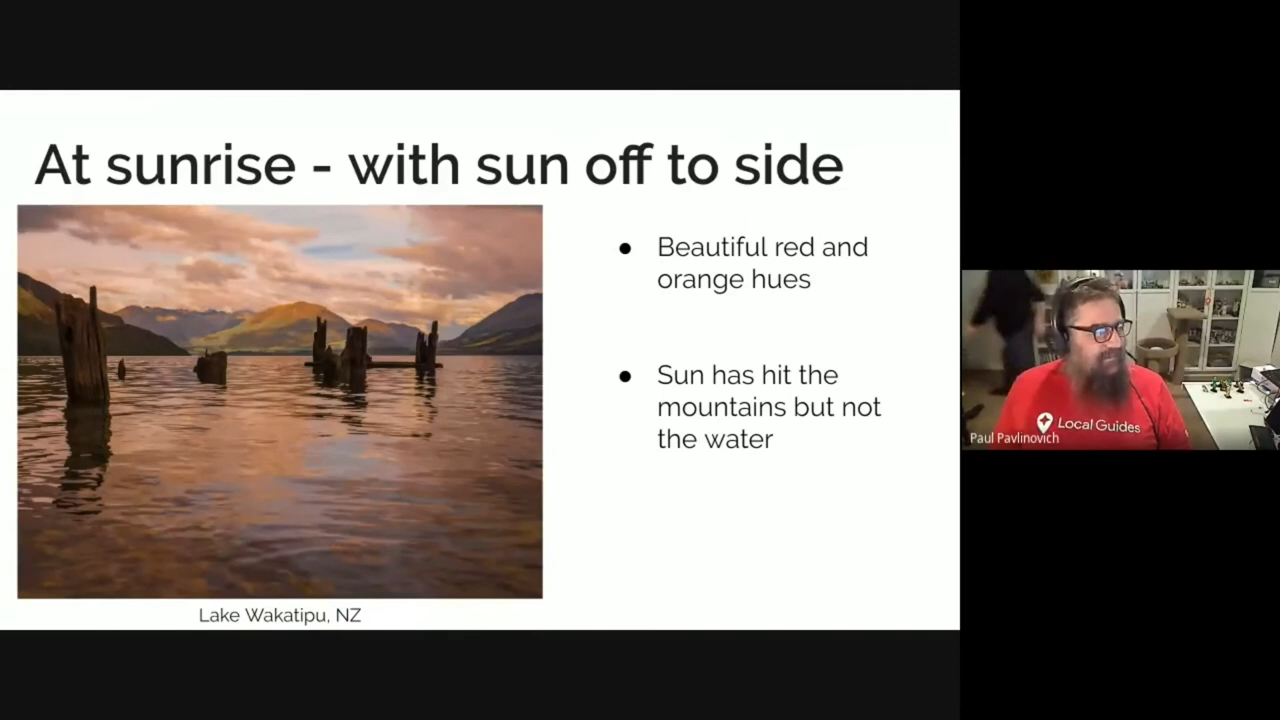 At sunrise - with sun off to side
● Beautiful red and
orange hues
● Sun has hit the
mountains but not
the water
Lake Wakatipu, NZ
Local Guides
Paul Pavlinovich